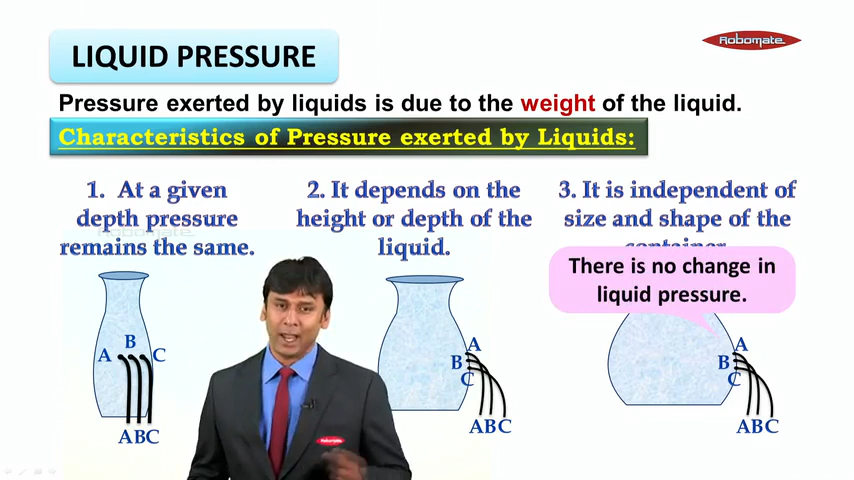 LIQUID PRESSURE
Robomate
Pressure exerted by liquids is due to the weight of the liquid.
Characteristics of Pressure exerted by Liquids:
1. At a given
depth pressure
remains the same.
2. It depends on the
height or depth of the
liquid.
3. It is independent of
size and shape of the
container.
Robomate
There is no change in
liquid pressure.
A B C
ABC
A
B
C
ABC
A
B
C
ABC
Robomate